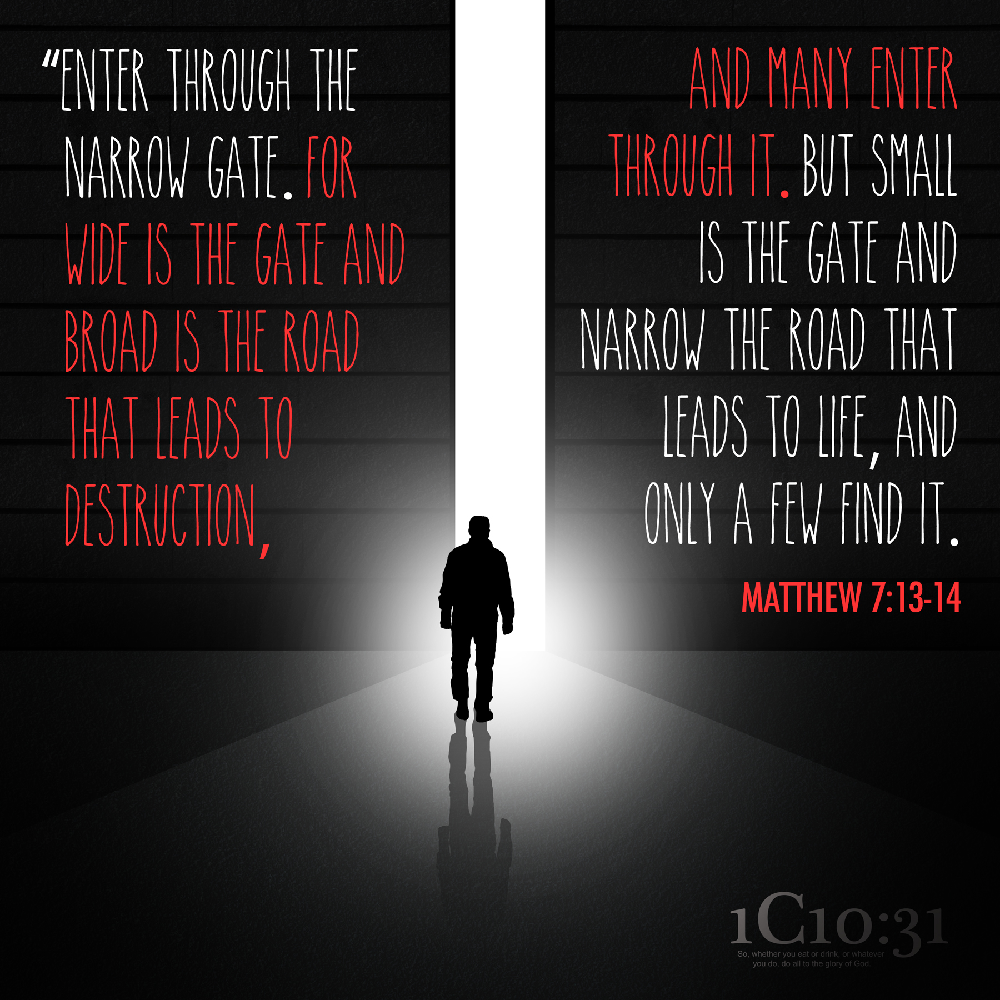 “ENTER THROUGH THE
NARROW GATE. FOR
WIDE IS THE GATE AND
BROAD IS THE ROAD
THAT LEADS TO
DESTRUCTION,
AND MANY ENTER
THROUGH IT. BUT SMALL
IS THE GATE AND
NARROW THE ROAD THAT
LEADS TO LIFE, AND
ONLY A FEW FIND IT.
MATTHEW 7:13-14
1C10:31
So, whether you eat or drink, or whatever
you do, do all to the glory of God.